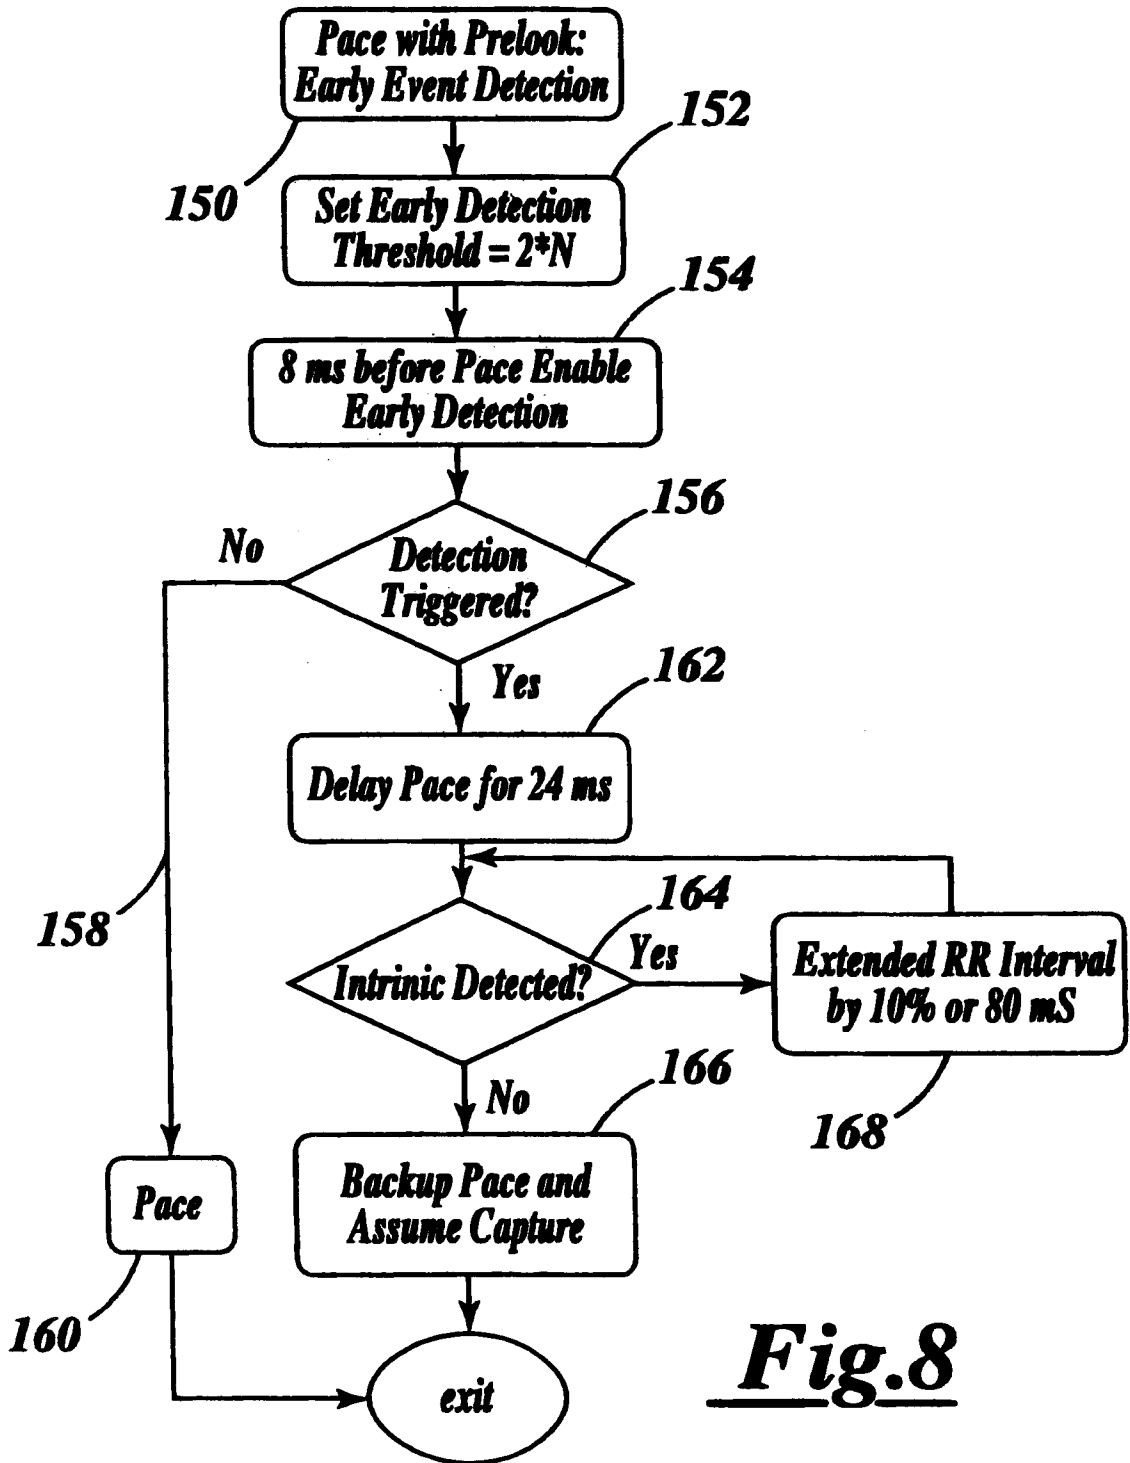 Pace with Prelook:
Early Event Detection
150
152
Set Early Detection
Threshold = 2*N
154
8 ms before Pace Enable
Early Detection
156
No
Detection
Triggered?
Yes
162
Delay Pace for 24 ms
158
164
Intrinic Detected?
Yes
Extended RR Interval
by 10% or 80 mS
168
No
166
Backup Pace and
Assume Capture
Pace
160
exit
Fig.8